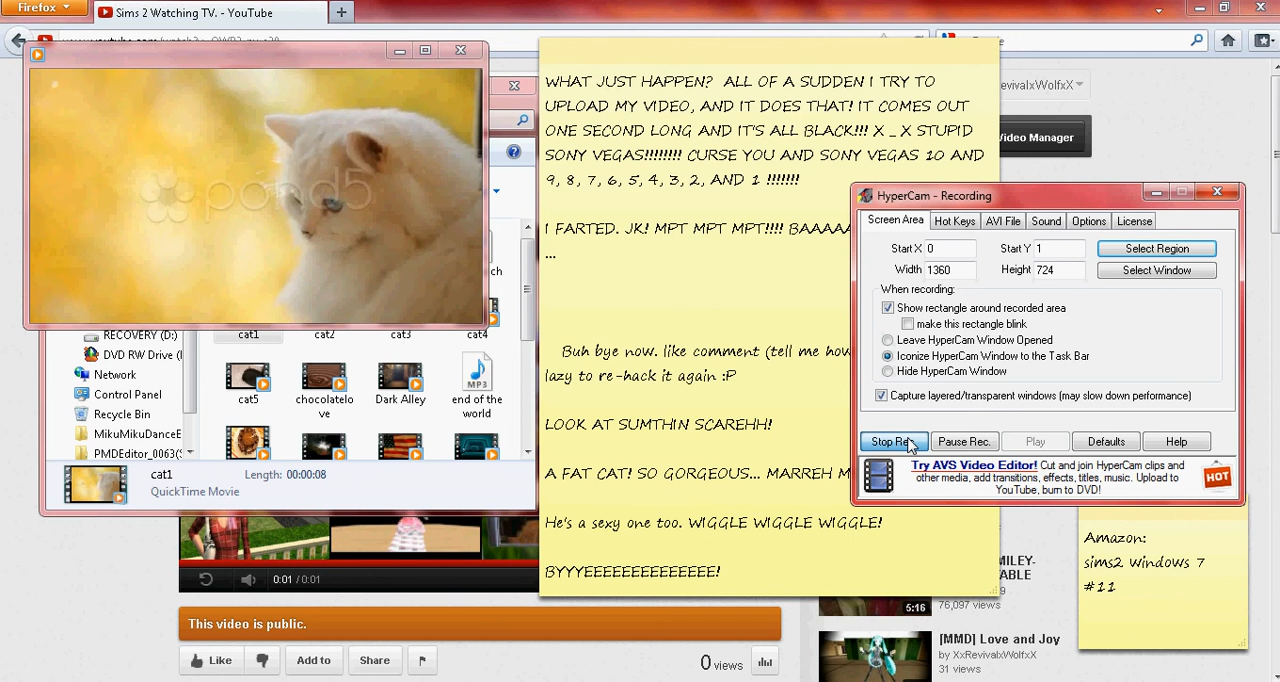 Firefox
Sims 2 Watching TV. - YouTube
pond5
WHAT JUST HAPPEN? ALL OF A SUDDEN I TRY TO
UPLOAD MY VIDEO, AND IT DOES THAT! IT COMES OUT
ONE SECOND LONG AND IT'S ALL BLACK!!! X _ X STUPID
SONY VEGAS!!!!!!!! CURSE YOU AND SONY VEGAS 10 AND
9, 8, 7, 6, 5, 4, 3, 2, AND 1 !!!!!!!
I FARTED. JK! MPT MPT MPT!!!! BAAAAA
...
Buh bye now. like comment (tell me how
lazy to re-hack it again :P
LOOK AT SUMTHIN SCAREHH!
A FAT CAT! SO GORGEOUS... MARREH M
He's a sexy one too. WIGGLE WIGGLE WIGGLE!
BYYYEEEEEEEEEEEEEE!
evivalxWolfxX
Video Manager
HyperCam - Recording
Screen Area
Hot Keys
AVI File
Sound
Options
License
Start X 0
Start Y 1
Select Region
Width 1360
Height 724
Select Window
When recording:
Show rectangle around recorded area
make this rectangle blink
Leave HyperCam Window Opened
Iconize HyperCam Window to the Task Bar
Hide HyperCam Window
Capture layered/transparent windows (may slow down performance)
Stop Re
Pause Rec.
Play
Defaults
Help
Try AVS Video Editor! Cut and join HyperCam clips and
other media, add transitions, effects, titles, music. Upload to
YouTube, burn to DVD!
HOT
RECOVERY (D:)
DVD RW Drive (
Network
Control Panel
Recycle Bin
MikuMikuDanceE
PMDEditor_0063(
cat1
cat2
cat3
cat4
cat5
chocolatelo
ve
Dark Alley
MP3
end of the
world
cat1
Length: 00:00:08
QuickTime Movie
0:01 / 0:01
This video is public.
Like
Add to
Share
0 views
MILEY-
TABLE
76,097 views
5:16
[MMD] Love and Joy
by XxRevivalxWolfxX
31 views
Amazon:
sims2 Windows 7
#11